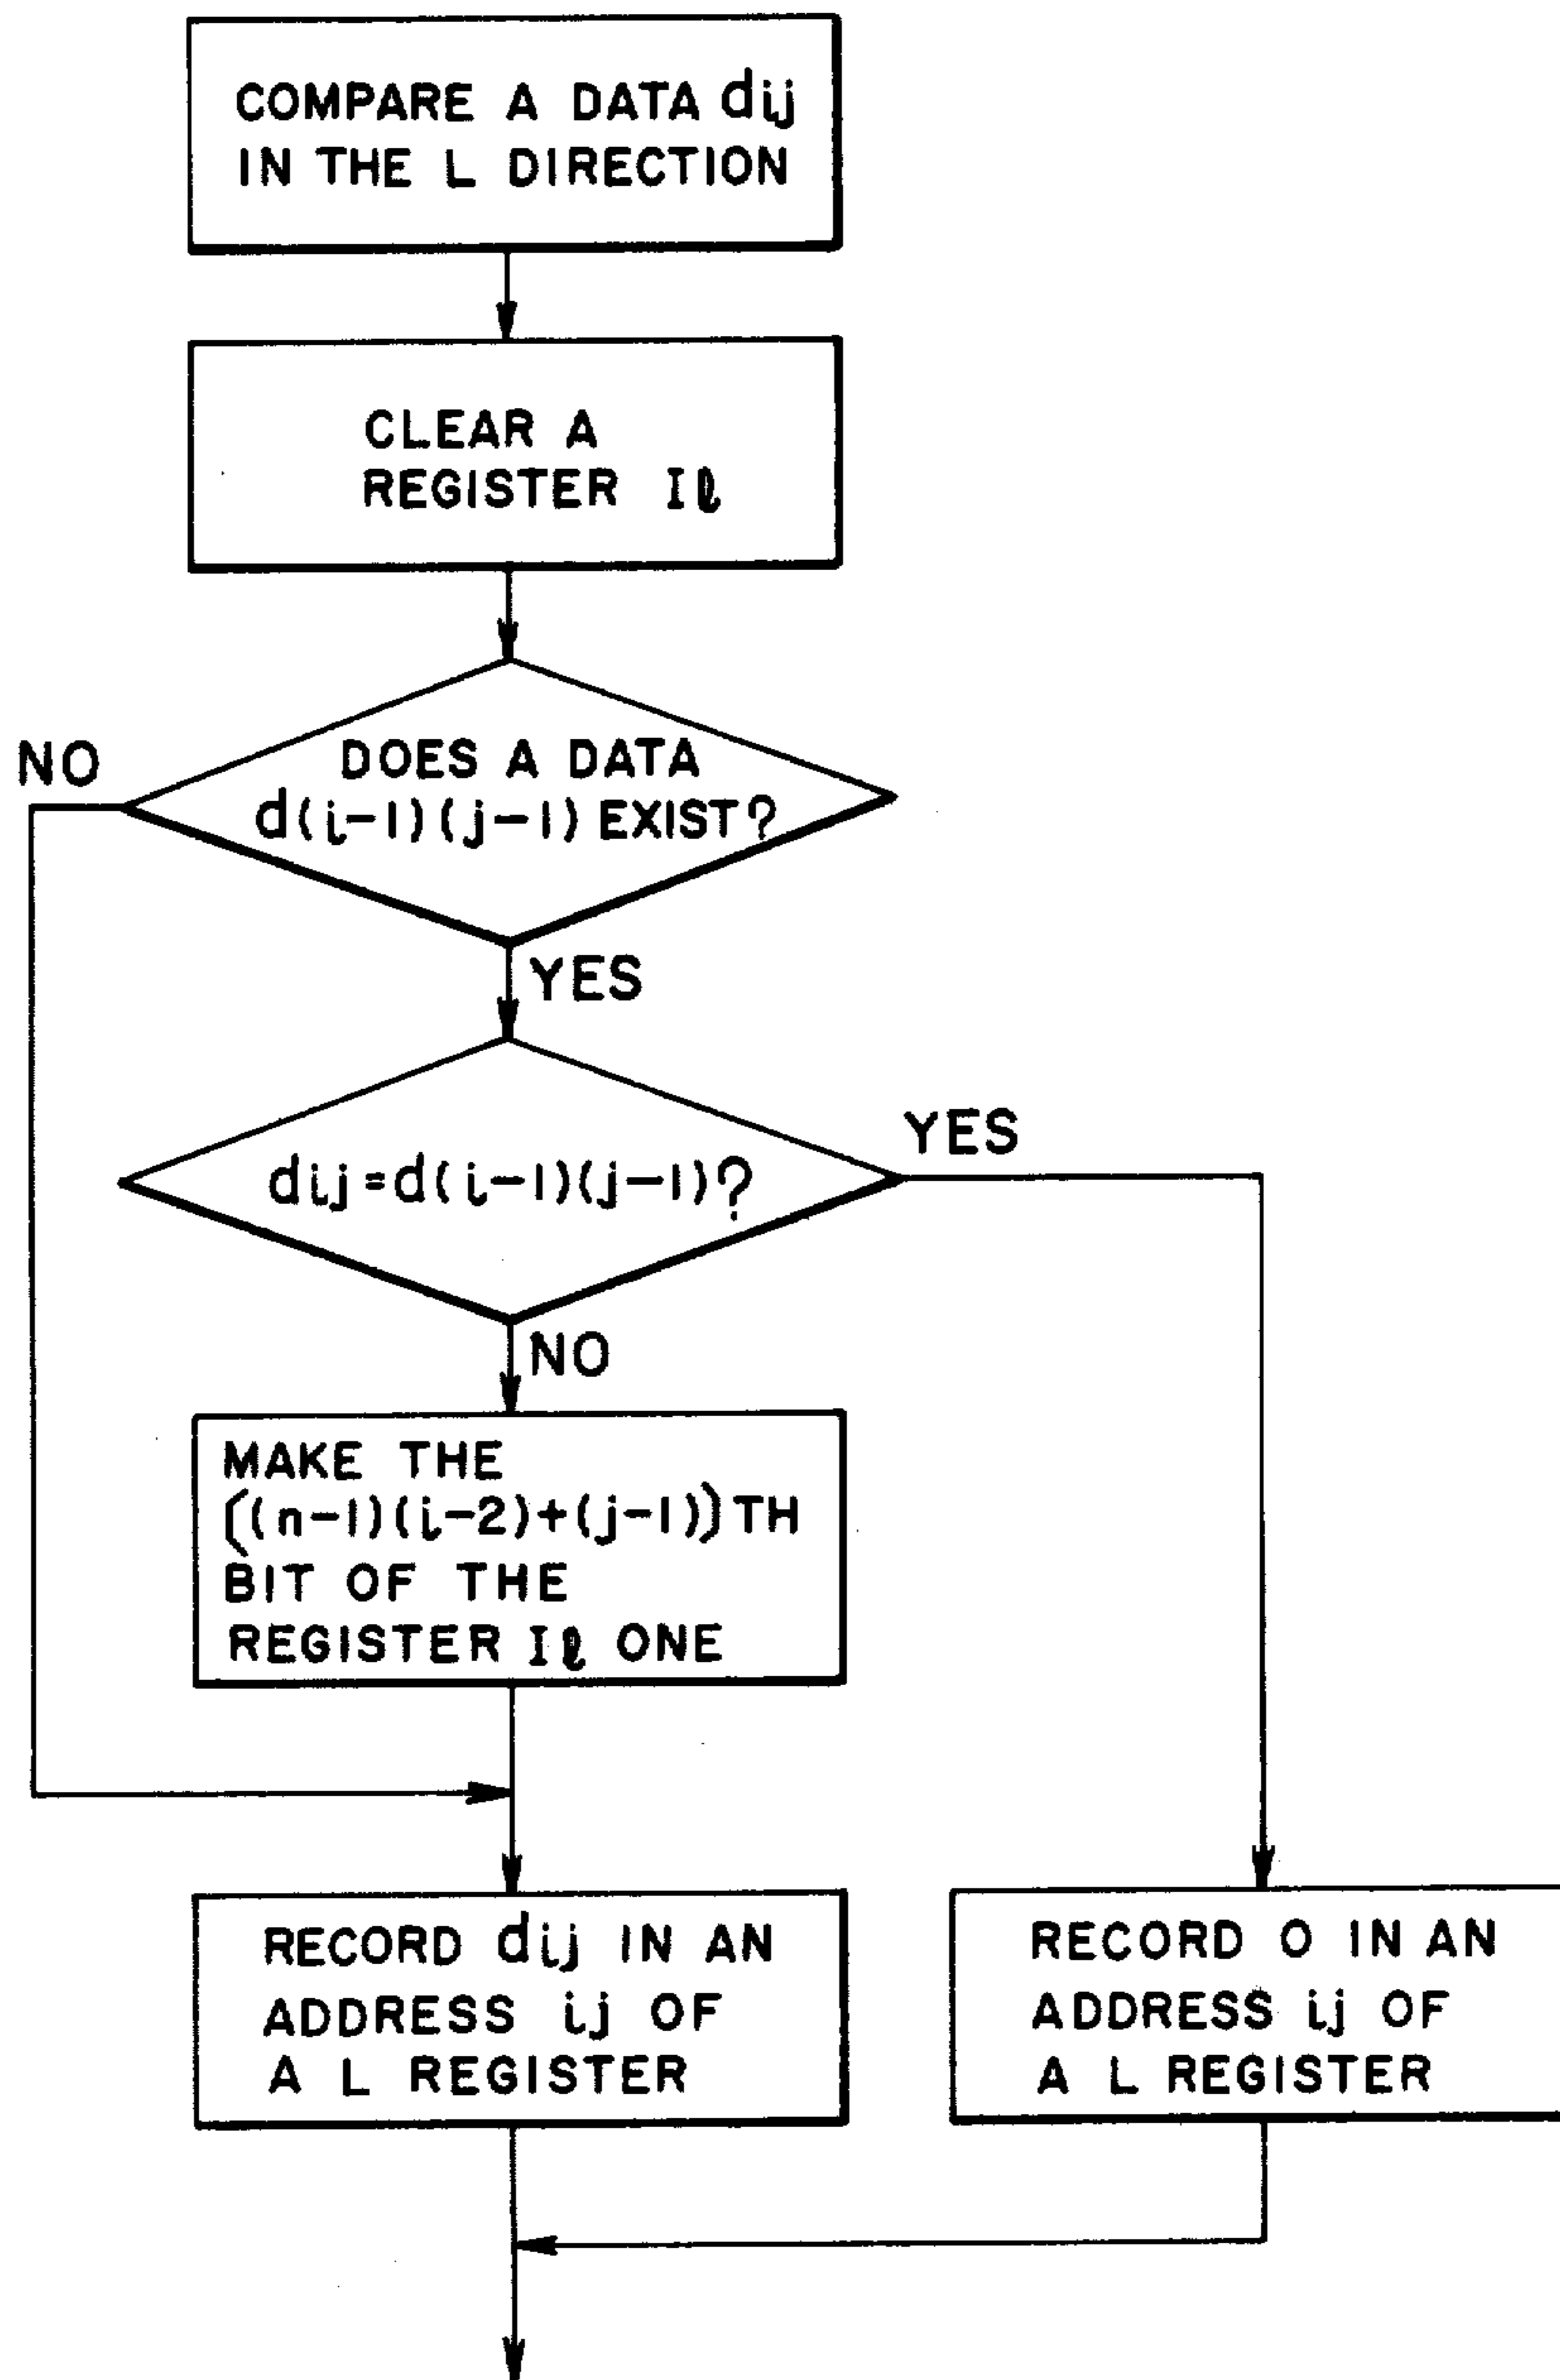 COMPARE A DATA dij
IN THE L DIRECTION
CLEAR A
REGISTER Iℓ
NO
DOES A DATA
d(i-1)(j-1) EXIST?
YES
YES
dij=d(i-1)(j-1)?
NO
MAKE THE
((n-1)(i-2)+(j-1))TH
BIT OF THE
REGISTER Iℓ ONE
RECORD dij IN AN
ADDRESS ij OF
A L REGISTER
RECORD O IN AN
ADDRESS ij OF
A L REGISTER